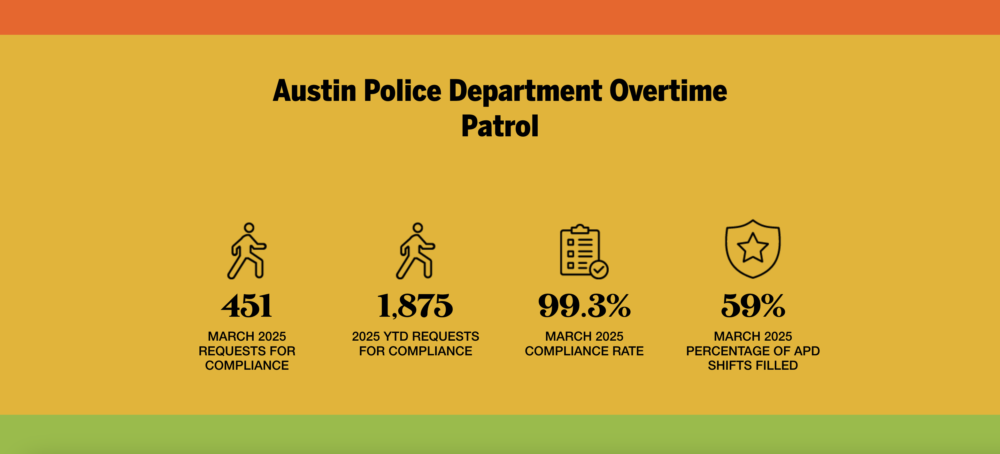 Austin Police Department Overtime
Patrol
451
MARCH 2025
REQUESTS FOR
COMPLIANCE
1,875
2025 YTD REQUESTS
FOR COMPLIANCE
99.3%
MARCH 2025
COMPLIANCE RATE
59%
MARCH 2025
PERCENTAGE OF APD
SHIFTS FILLED